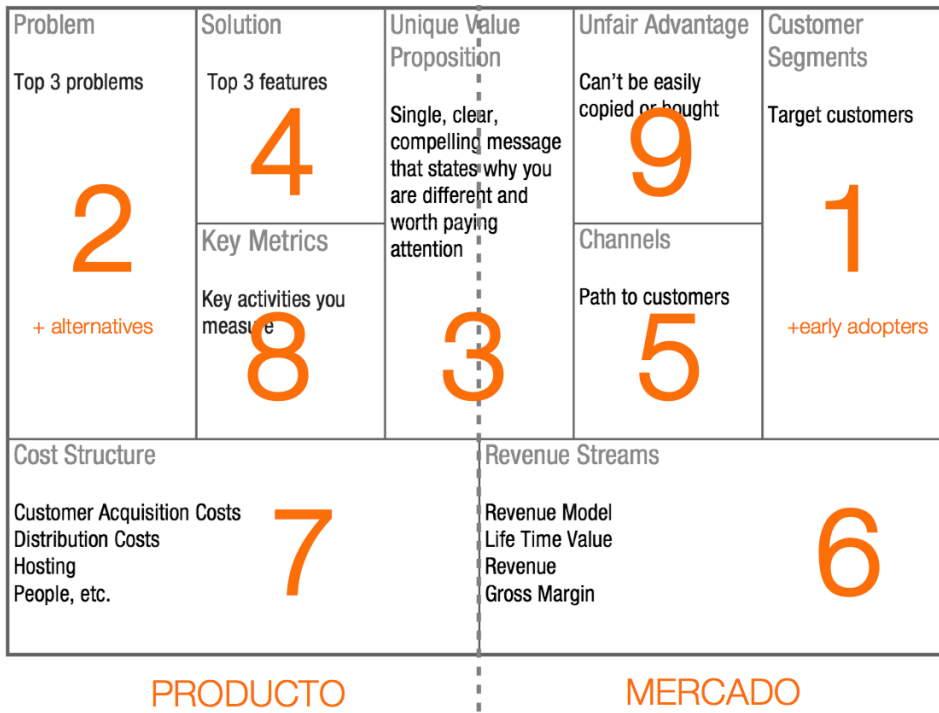 Problem
Top 3 problems
2
+ alternatives
Solution
Top 3 features
4
Key Metrics
Key activities you
measure
8
Unique Value
Proposition
Single, clear,
compelling message
that states why you
are different and
worth paying
attention
3
Unfair Advantage
Can't be easily
copied or bought
9
Channels
Path to customers
5
Customer
Segments
Target customers
1
+early adopters
Cost Structure
Customer Acquisition Costs
Distribution Costs
Hosting
People, etc.
7
Revenue Streams
Revenue Model
Life Time Value
Revenue
Gross Margin
6
PRODUCTO
MERCADO